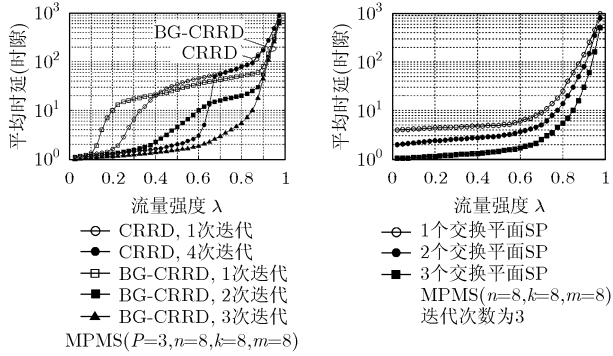 平均时延(时隙)
10³
10²
10¹
10⁰
BG-CRRD
CRRD
0 0.2 0.4 0.6 0.8 1
流量强度 λ
CRRD, 1次迭代
CRRD, 4次迭代
BG-CRRD, 1次迭代
BG-CRRD, 2次迭代
BG-CRRD, 3次迭代
MPMS(P=3,n=8,k=8,m=8)
平均时延(时隙)
10³
10²
10¹
10⁰
0 0.2 0.4 0.6 0.8 1
流量强度 λ
1个交换平面SP
2个交换平面SP
3个交换平面SP
MPMS(n=8,k=8,m=8)
迭代次数为3